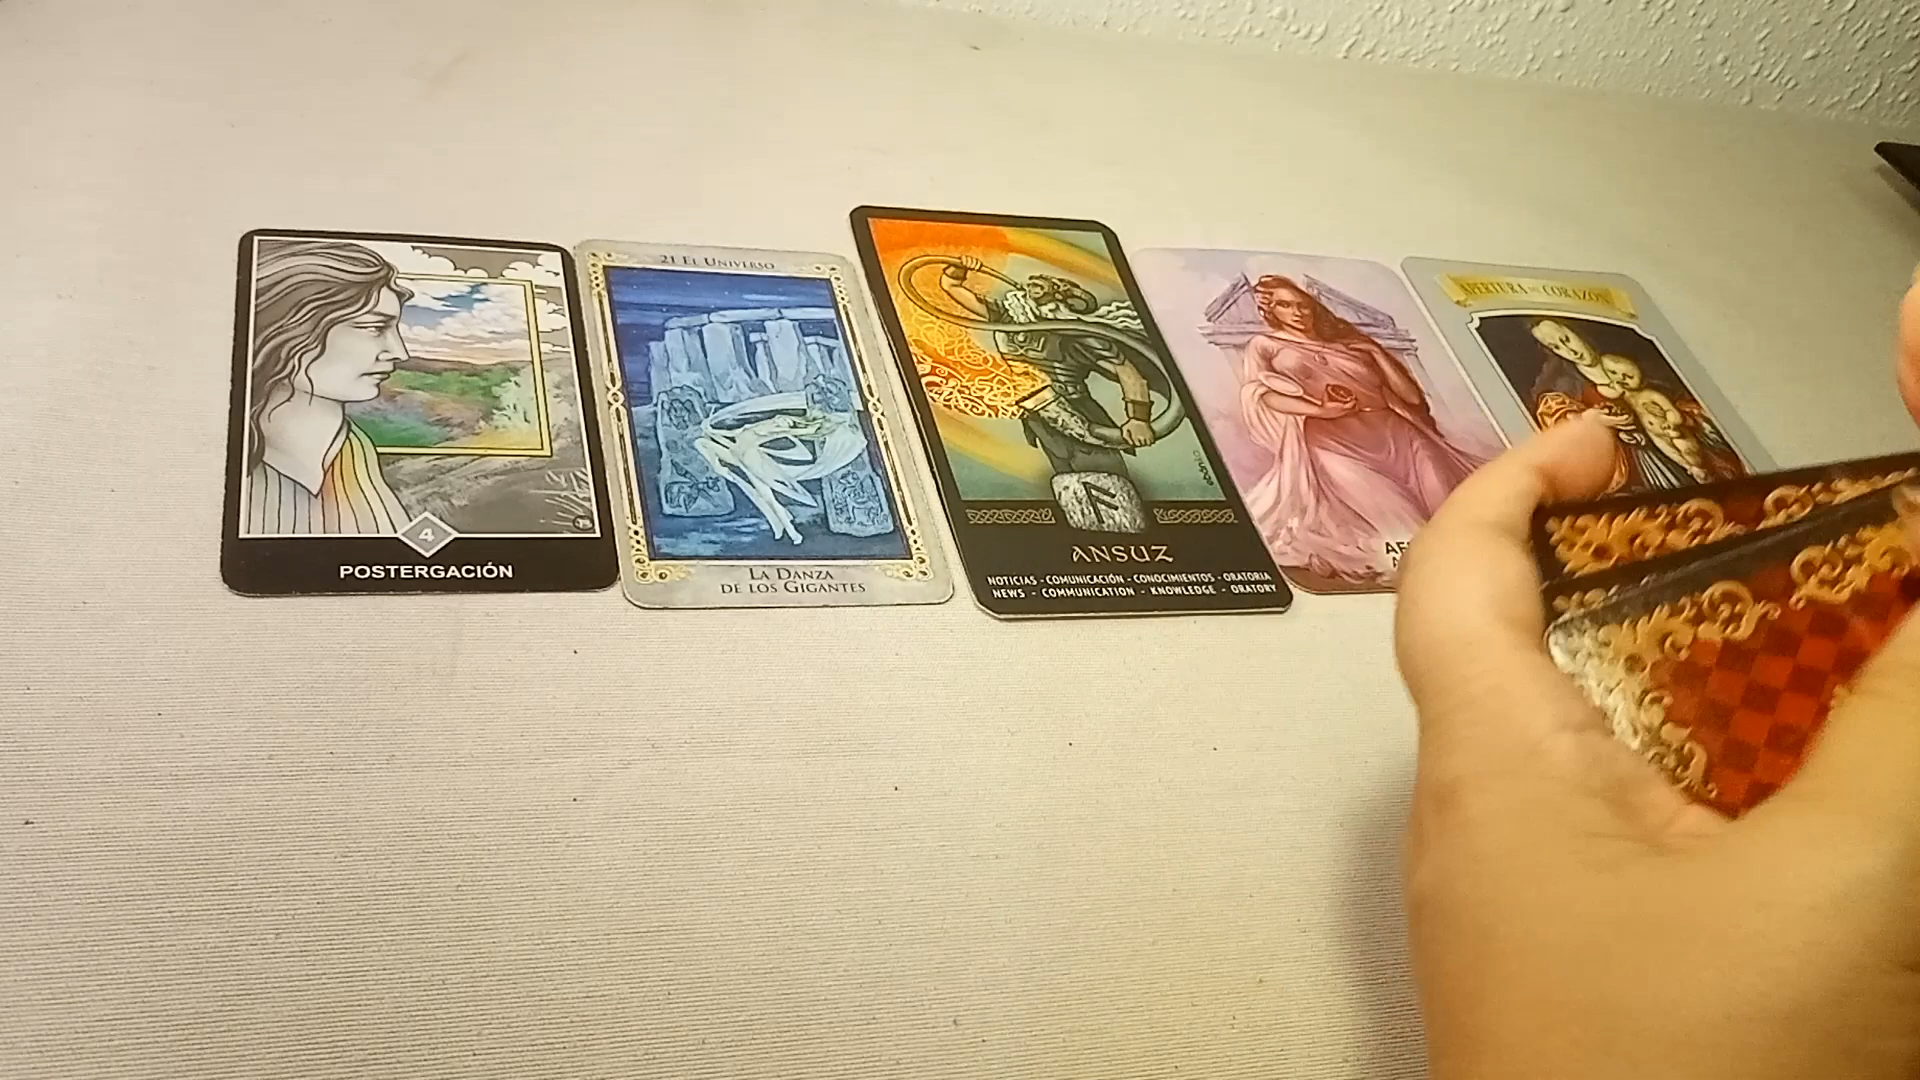 4
POSTERGACIÓN
21 EL UNIVERSO
LA DANZA
DE LOS GIGANTES
ANSUZ
NOTICIAS - COMUNICACIÓN - CONOCIMIENTOS - ORATORIA
NEWS - COMMUNICATION - KNOWLEDGE - ORATORY
APERTURA DE CORAZÓN